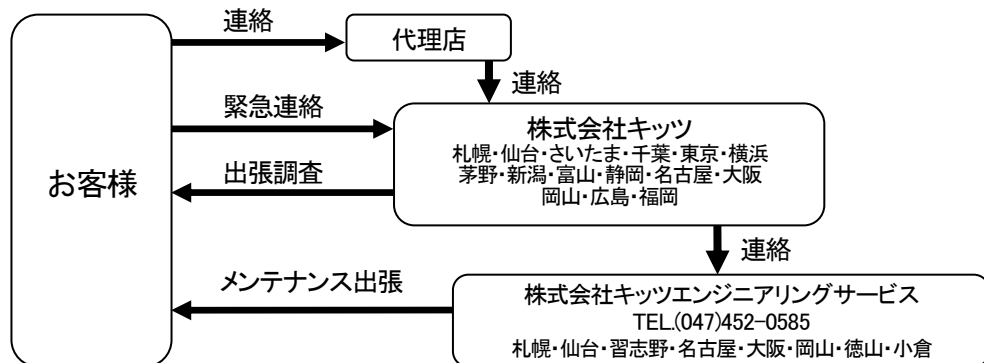 連絡
代理店
連絡
緊急連絡
株式会社キッツ
札幌・仙台・さいたま・千葉・東京・横浜
茅野・新潟・富山・静岡・名古屋・大阪
岡山・広島・福岡
お客様
出張調査
連絡
メンテナンス出張
株式会社キッツエンジニアリングサービス
TEL.(047)452-0585
札幌・仙台・習志野・名古屋・大阪・岡山・徳山・小倉